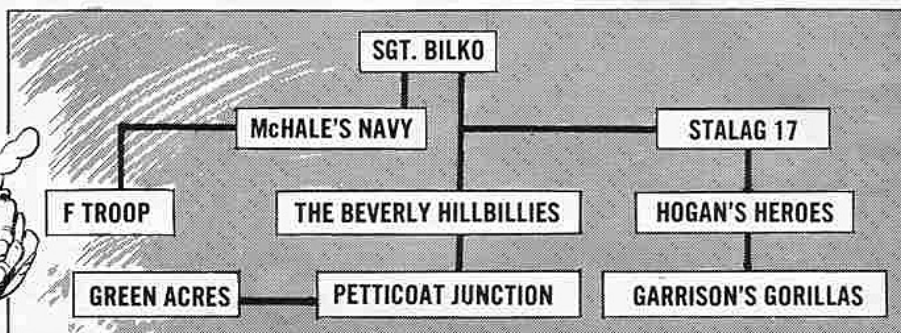 SGT. BILKO
McHALE'S NAVY
STALAG 17
F TROOP
THE BEVERLY HILLBILLIES
HOGAN'S HEROES
GREEN ACRES
PETTICOAT JUNCTION
GARRISON'S GORILLAS